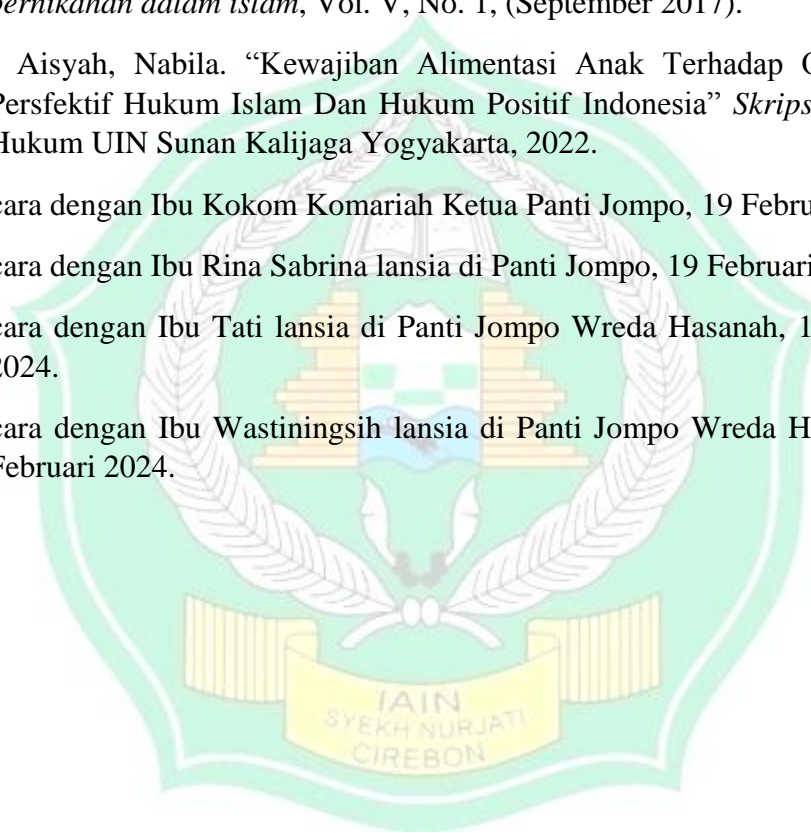 pernikahan dalam islam, Vol. V, No. 1, (September 2017).
Aisyah, Nabila. “Kewajiban Alimentasi Anak Terhadap O
Persfektif Hukum Islam Dan Hukum Positif Indonesia” Skrips
Hukum UIN Sunan Kalijaga Yogyakarta, 2022.
cara dengan Ibu Kokom Komariah Ketua Panti Jompo, 19 Febru
cara dengan Ibu Rina Sabrina lansia di Panti Jompo, 19 Februari
cara dengan Ibu Tati lansia di Panti Jompo Wreda Hasanah, 1
2024.
cara dengan Ibu Wastiningsih lansia di Panti Jompo Wreda H
Februari 2024.
IAIN
SYEKH NURJATI
CIREBON